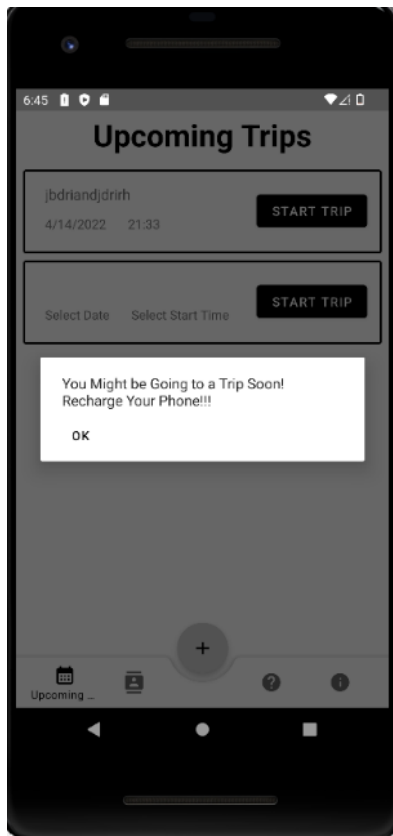 6:45
Upcoming Trips
jbdriandjdrirh
4/14/2022 21:33
START TRIP
START TRIP
Select Date Select Start Time
You Might be Going to a Trip Soon!
Recharge Your Phone!!!
OK
+
Upcoming ...